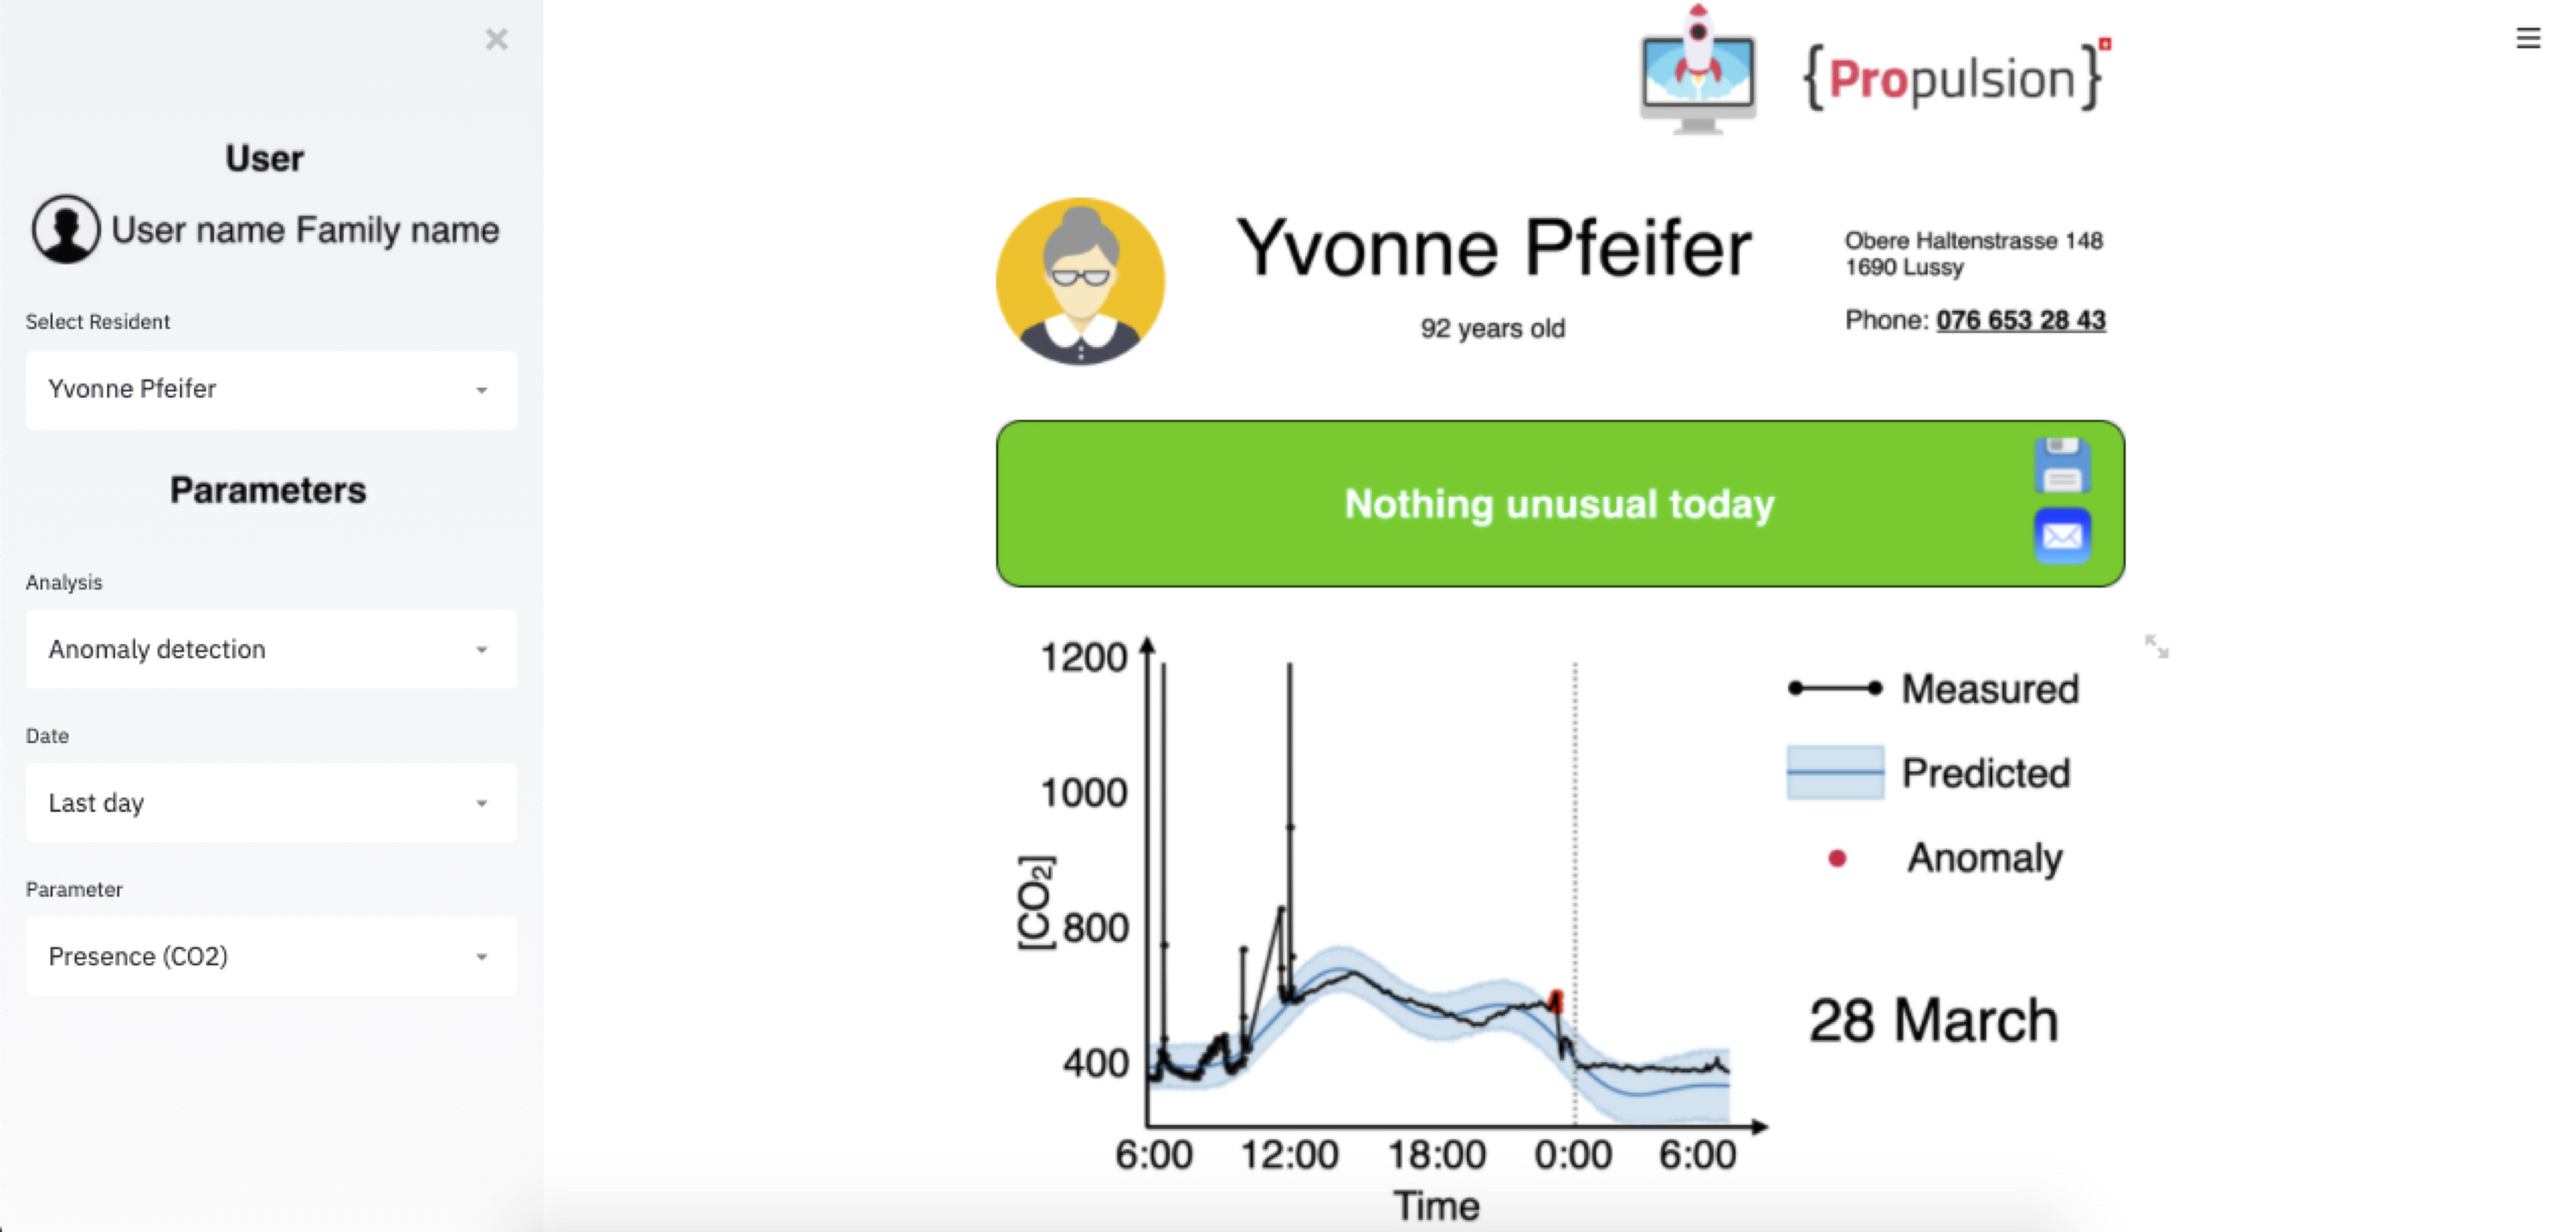 {Propulsion}
User
User name Family name
Select Resident
Yvonne Pfeifer
Parameters
Analysis
Anomaly detection
Date
Last day
Parameter
Presence (CO2)
Yvonne Pfeifer
92 years old
Obere Haltenstrasse 148
1690 Lussy
Phone: 076 653 28 43
Nothing unusual today
1200
1000
800
400
[CO₂]
6:00 12:00 18:00 0:00 6:00
Time
Measured
Predicted
Anomaly
28 March